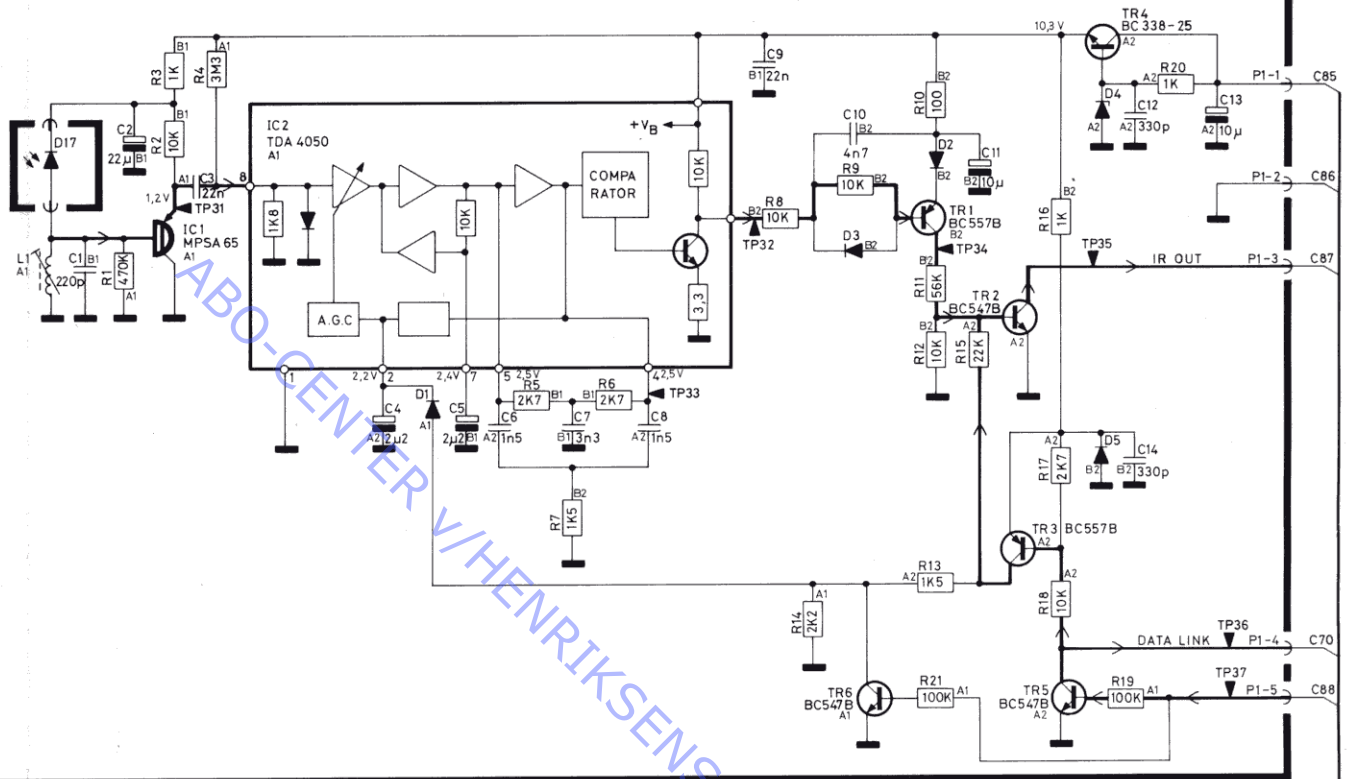 TR4
BC 338-25
A2
10,3 V
B1
R3
1K
A1
R4
3M3
C9
B1 22n
B2
R10
100
A2 R20
1K
P1-1
C85
D4
A2
C12
A2 330p
C13
A2 10µ
D17
C2
22µ B1
B1
R2
10K
IC2
TDA 4050
A1
+VB
C10
B2
4n7
D2
B2
C11
B2 10µ
R9
10K
B2
COMPA
RATOR
10K
P1-2
C86
A1
C3
22n
8
1,2V
TP31
IC1
MPSA 65
A1
1K8
10K
R8
10K
B2
TP32
D3
B2
TR1
BC557B
B2
TP34
B2
R16
1K
TP35
IR OUT
P1-3
C87
L1
A1
C1
B1
220p
R1
470K
A1
A.G.C
3,3
B2
R11
56K
TR2
BC547B
A2
B2
R12
10K
A2
R15
22K
1
2,2V
2
2,4V
7
5
2,5V
4
2,5V
D1
A1
R5
2K7
B1
B1
R6
2K7
TP33
C4
A2 2µ2
C5
2µ2 B1
C6
A2 1n5
C7
B1 3n3
C8
A2 1n5
A2
R17
2K7
D5
B2
C14
B2 330p
B2
R7
1K5
TR3 BC557B
A2
R13
A2 1K5
A2
R18
10K
A1
R14
2K2
DATA LINK
TP36
P1-4
C70
TR6
BC547B
A1
R21
100K
A1
TR5
BC547B
A2
R19
100K
A1
TP37
P1-5
C88
ABO-CENTER v/HENRIKSENS